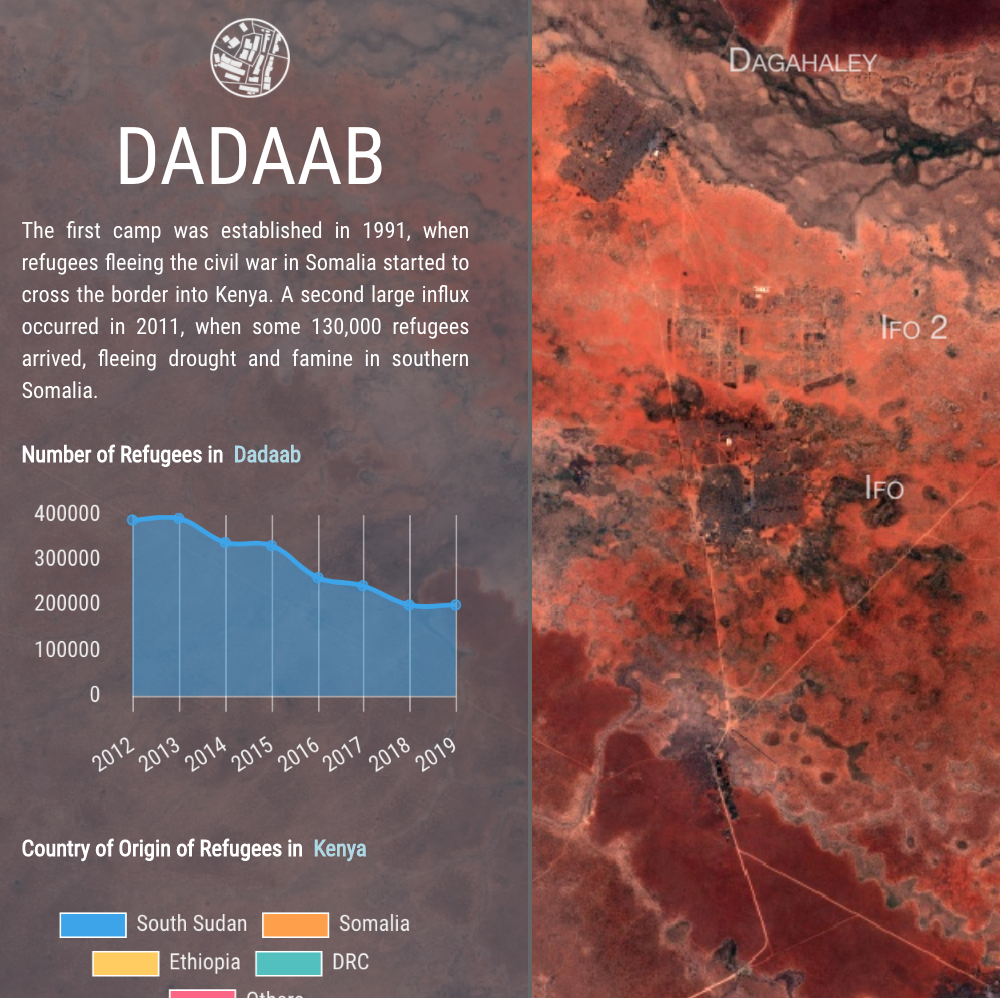 DADAAB
The first camp was established in 1991, when
refugees fleeing the civil war in Somalia started to
cross the border into Kenya. A second large influx
occurred in 2011, when some 130,000 refugees
arrived, fleeing drought and famine in southern
Somalia.
Number of Refugees in Dadaab
400000
300000
200000
100000
0
2012 2013 2014 2015 2016 2017 2018 2019
Country of Origin of Refugees in Kenya
South Sudan Somalia
Ethiopia DRC
Others
DAGAHALEY
IFO 2
IFO